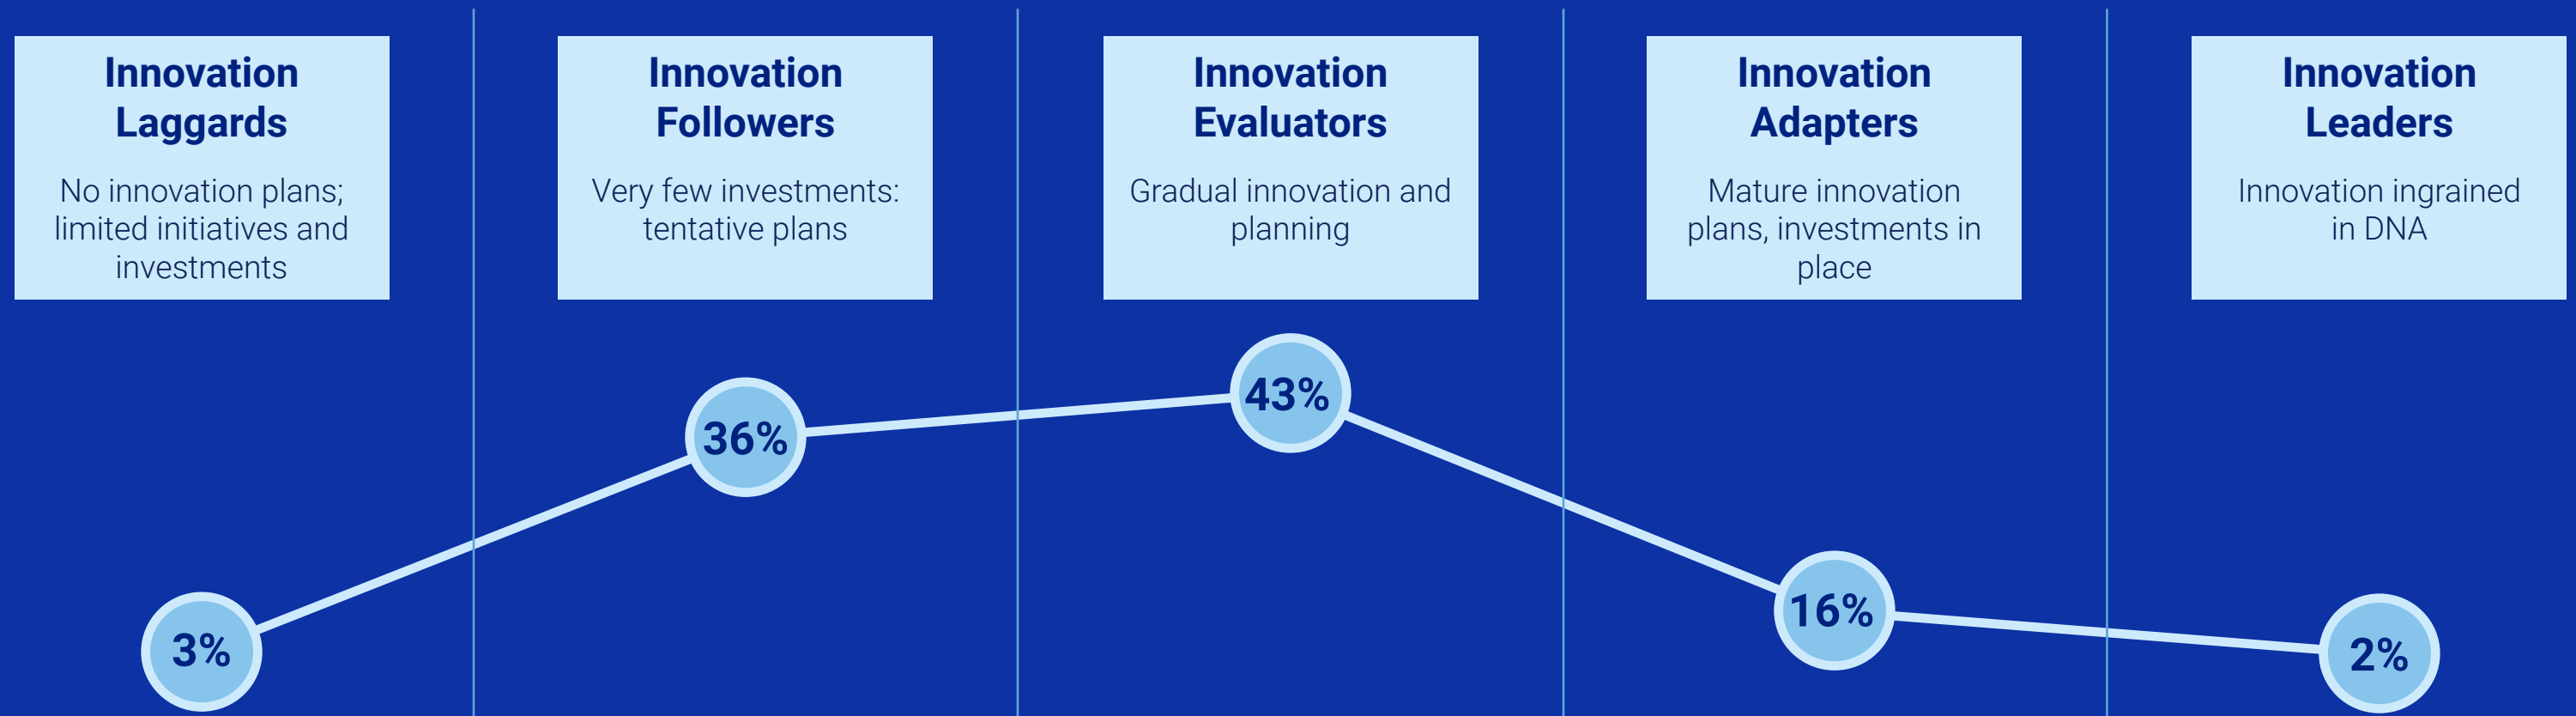 Innovation
Laggards
No innovation plans;
limited initiatives and
investments
Innovation
Followers
Very few investments:
tentative plans
Innovation
Evaluators
Gradual innovation and
planning
Innovation
Adapters
Mature innovation
plans, investments in
place
Innovation
Leaders
Innovation ingrained
in DNA
3%
36%
43%
16%
2%